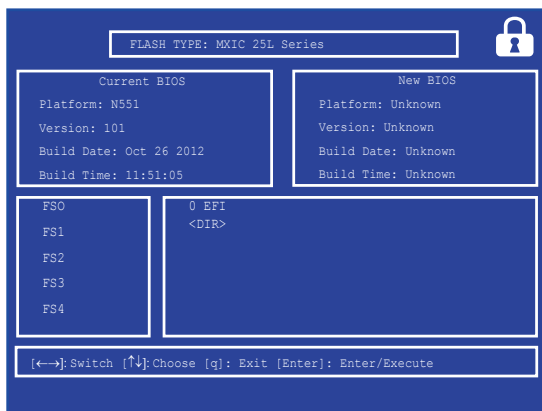 FLASH TYPE: MXIC 25L Series
Current BIOS
Platform: N551
Version: 101
Build Date: Oct 26 2012
Build Time: 11:51:05
New BIOS
Platform: Unknown
Version: Unknown
Build Date: Unknown
Build Time: Unknown
FSO
FS1
FS2
FS3
FS4
0 EFI
<DIR>
[←→]: Switch [↑↓]: Choose [q]: Exit [Enter]: Enter/Execute